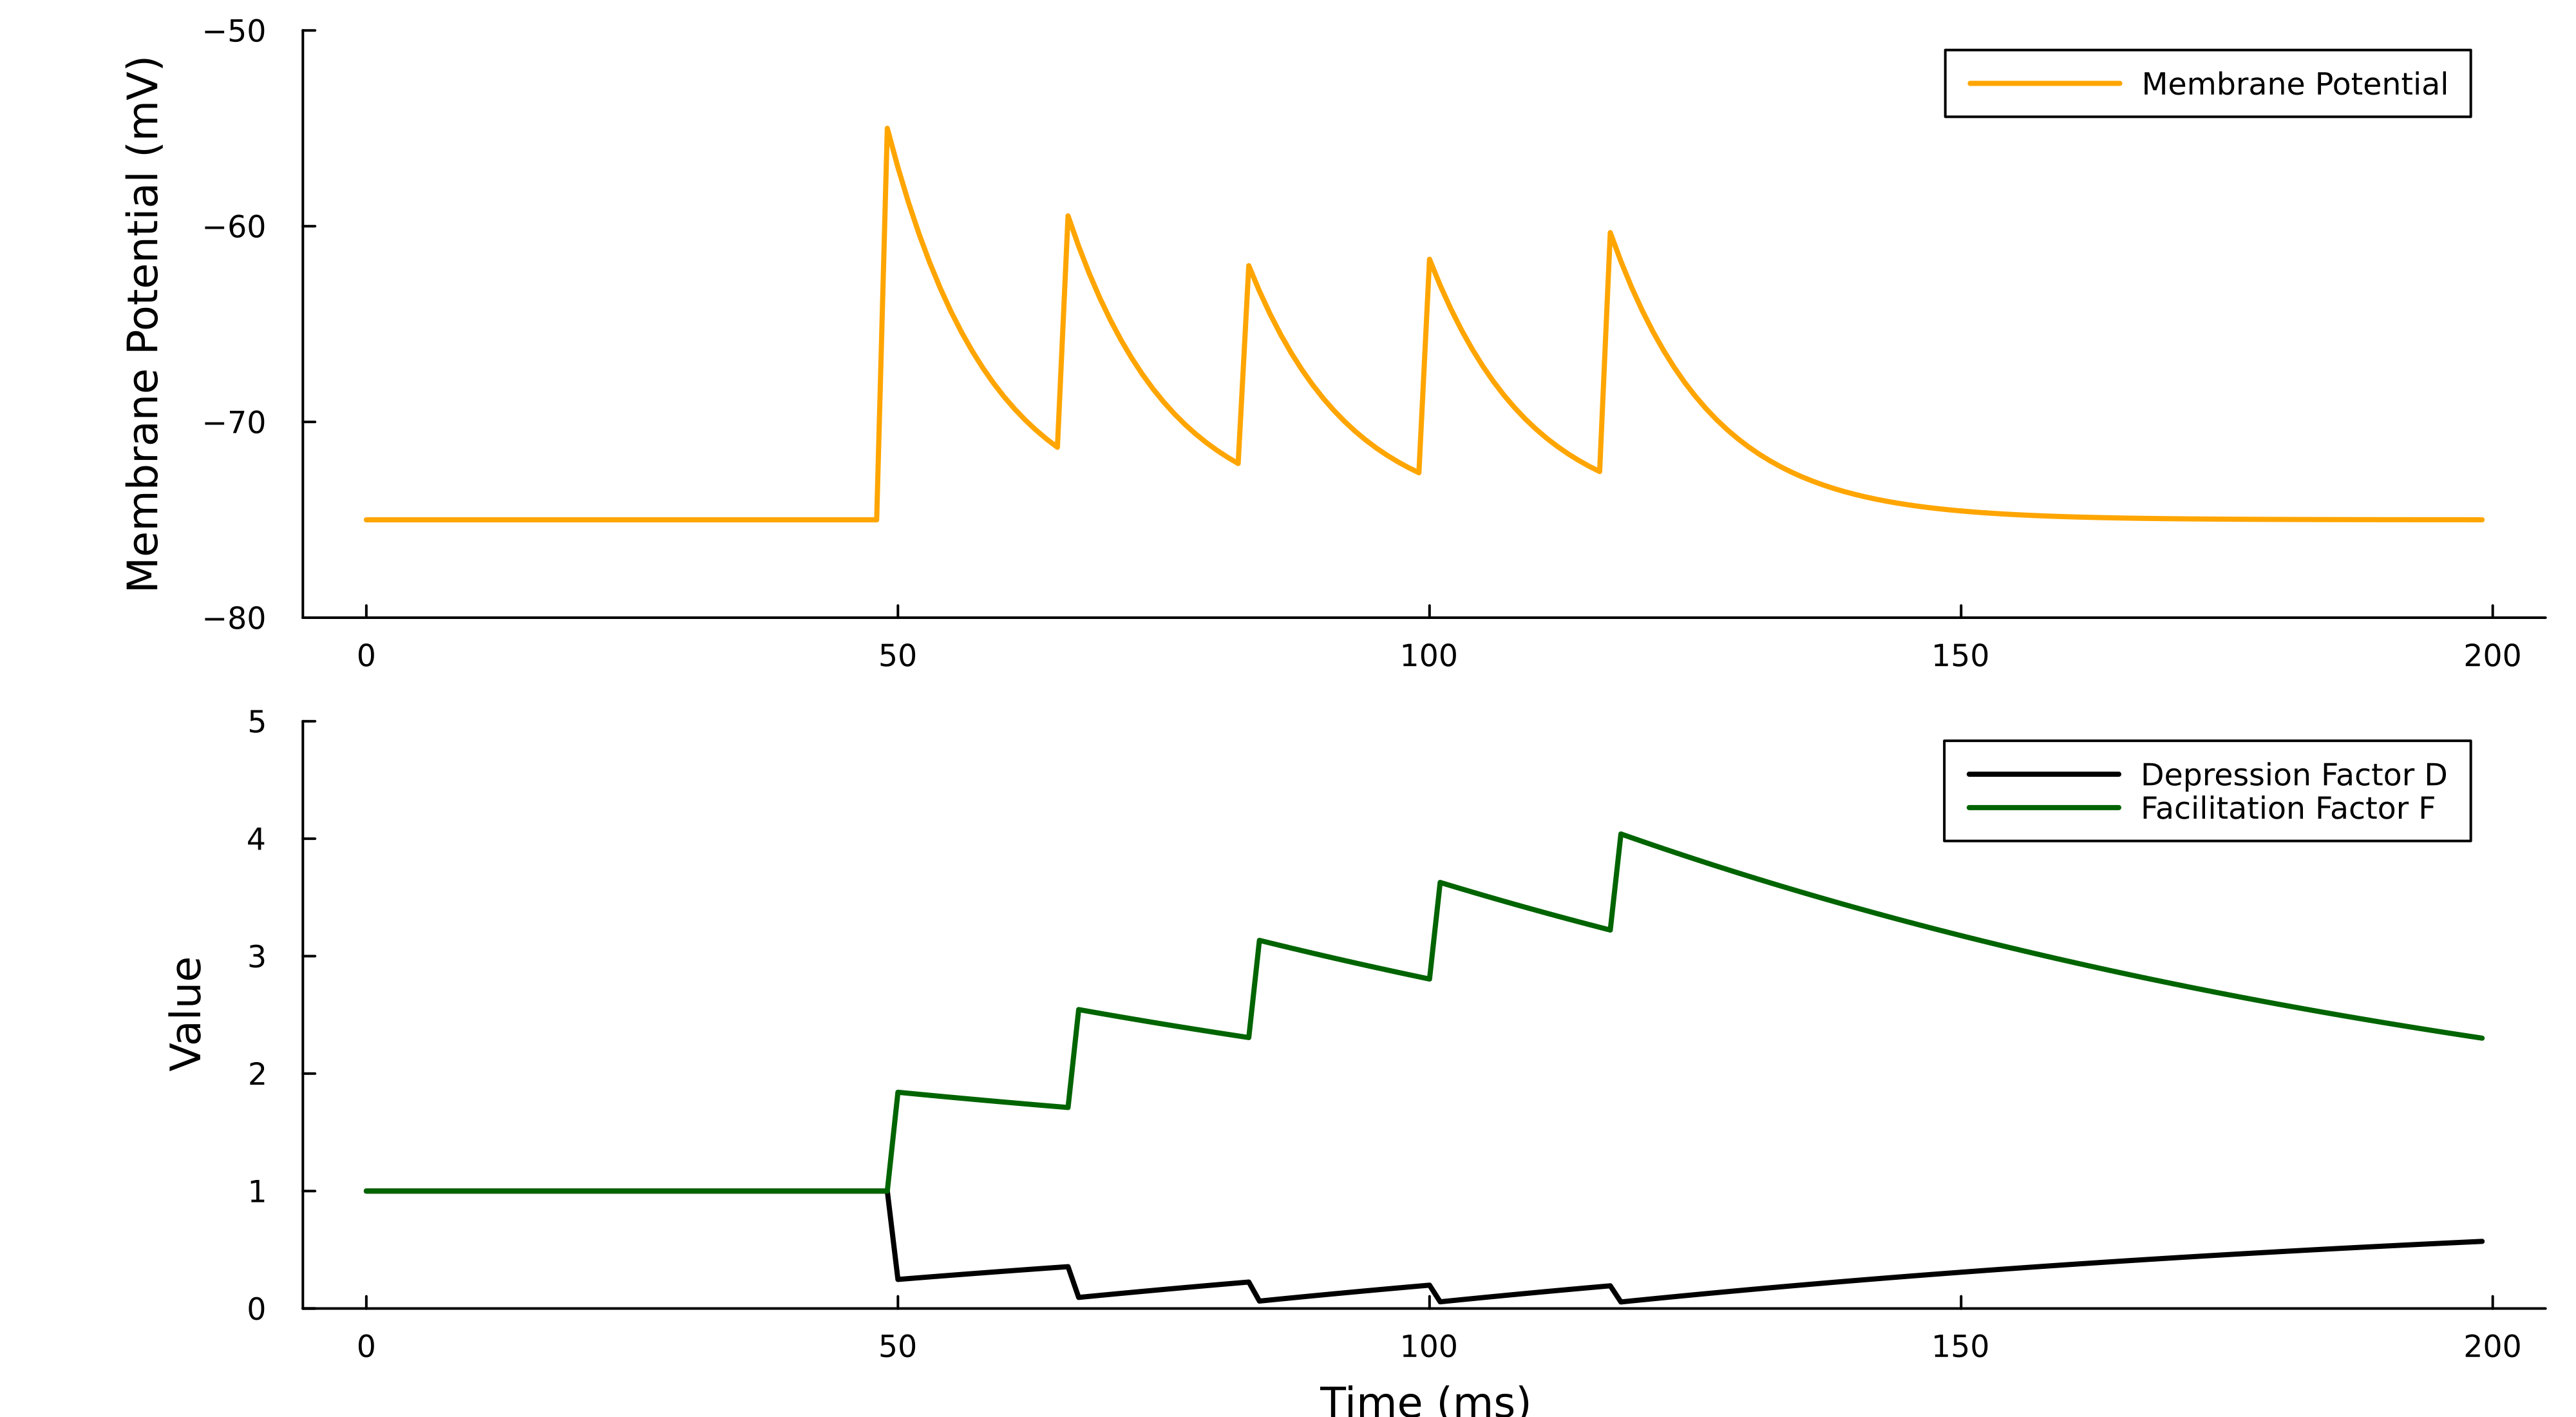 Membrane Potential (mV)
−50
−60
−70
−80
Membrane Potential
0 50 100 150 200
Value
5
4
3
2
1
0
Depression Factor D
Facilitation Factor F
0 50 100 150 200
Time (ms)